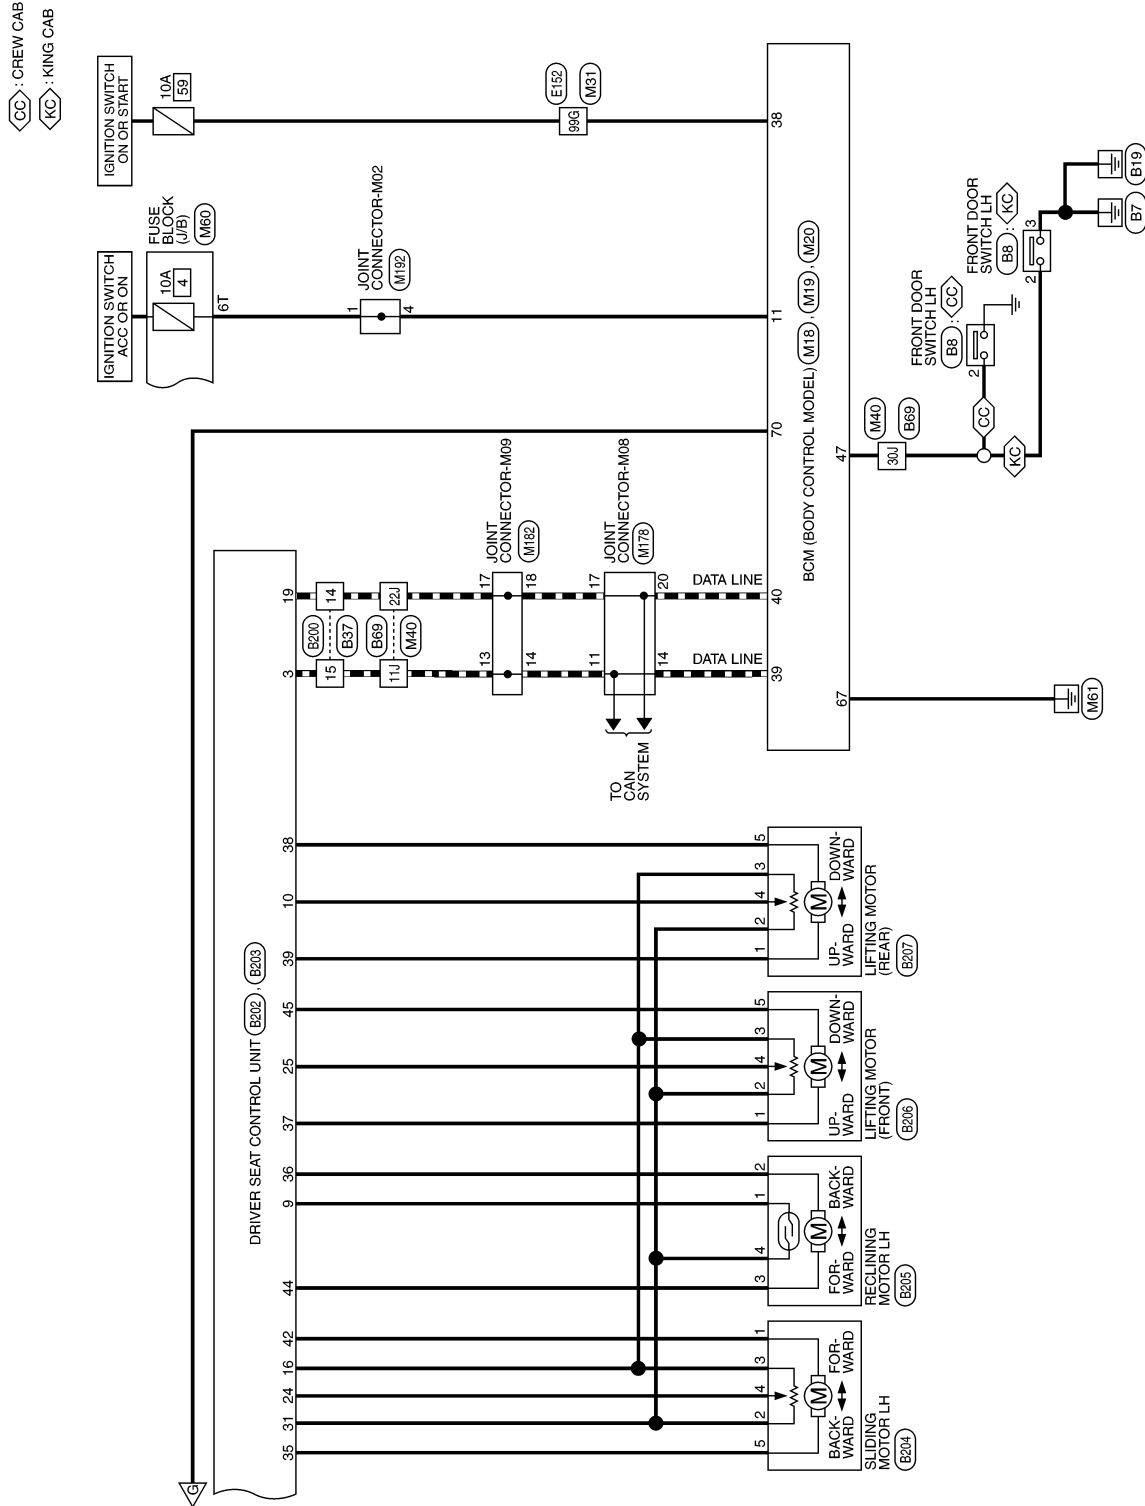 CC : CREW CAB
KC : KING CAB
IGNITION SWITCH
ON OR START
10A
59
E152
M31
99G
38
IGNITION SWITCH
ACC OR ON
FUSE
BLOCK
(J/B)
M60
10A
4
6T
JOINT
CONNECTOR-M02
M192
1
4
11
G
70
DRIVER SEAT CONTROL UNIT B202 , B203
19
14
22J
17
18
17
20
DATA LINE
40
B200
B37
B69
M40
JOINT
CONNECTOR-M09
M182
JOINT
CONNECTOR-M08
M178
3
15
11J
13
14
11
14
DATA LINE
39
TO
CAN
SYSTEM
BCM (BODY CONTROL MODEL) M18 , M19 , M20
47
30J
M40
B69
CC
KC
FRONT DOOR
SWITCH LH
B8 : CC
2
FRONT DOOR
SWITCH LH
B8 : KC
2
3
B7
B19
67
M61
35
31
24
16
42
44
9
36
37
25
45
39
10
38
5
2
4
3
1
BACK-
WARD
M
FOR-
WARD
SLIDING
MOTOR LH
B204
3
4
1
2
FOR-
WARD
M
BACK-
WARD
RECLINING
MOTOR LH
B205
1
2
4
3
5
UP-
WARD
M
DOWN-
WARD
LIFTING MOTOR
(FRONT)
B206
1
2
4
3
5
UP-
WARD
M
DOWN-
WARD
LIFTING MOTOR
(REAR)
B207